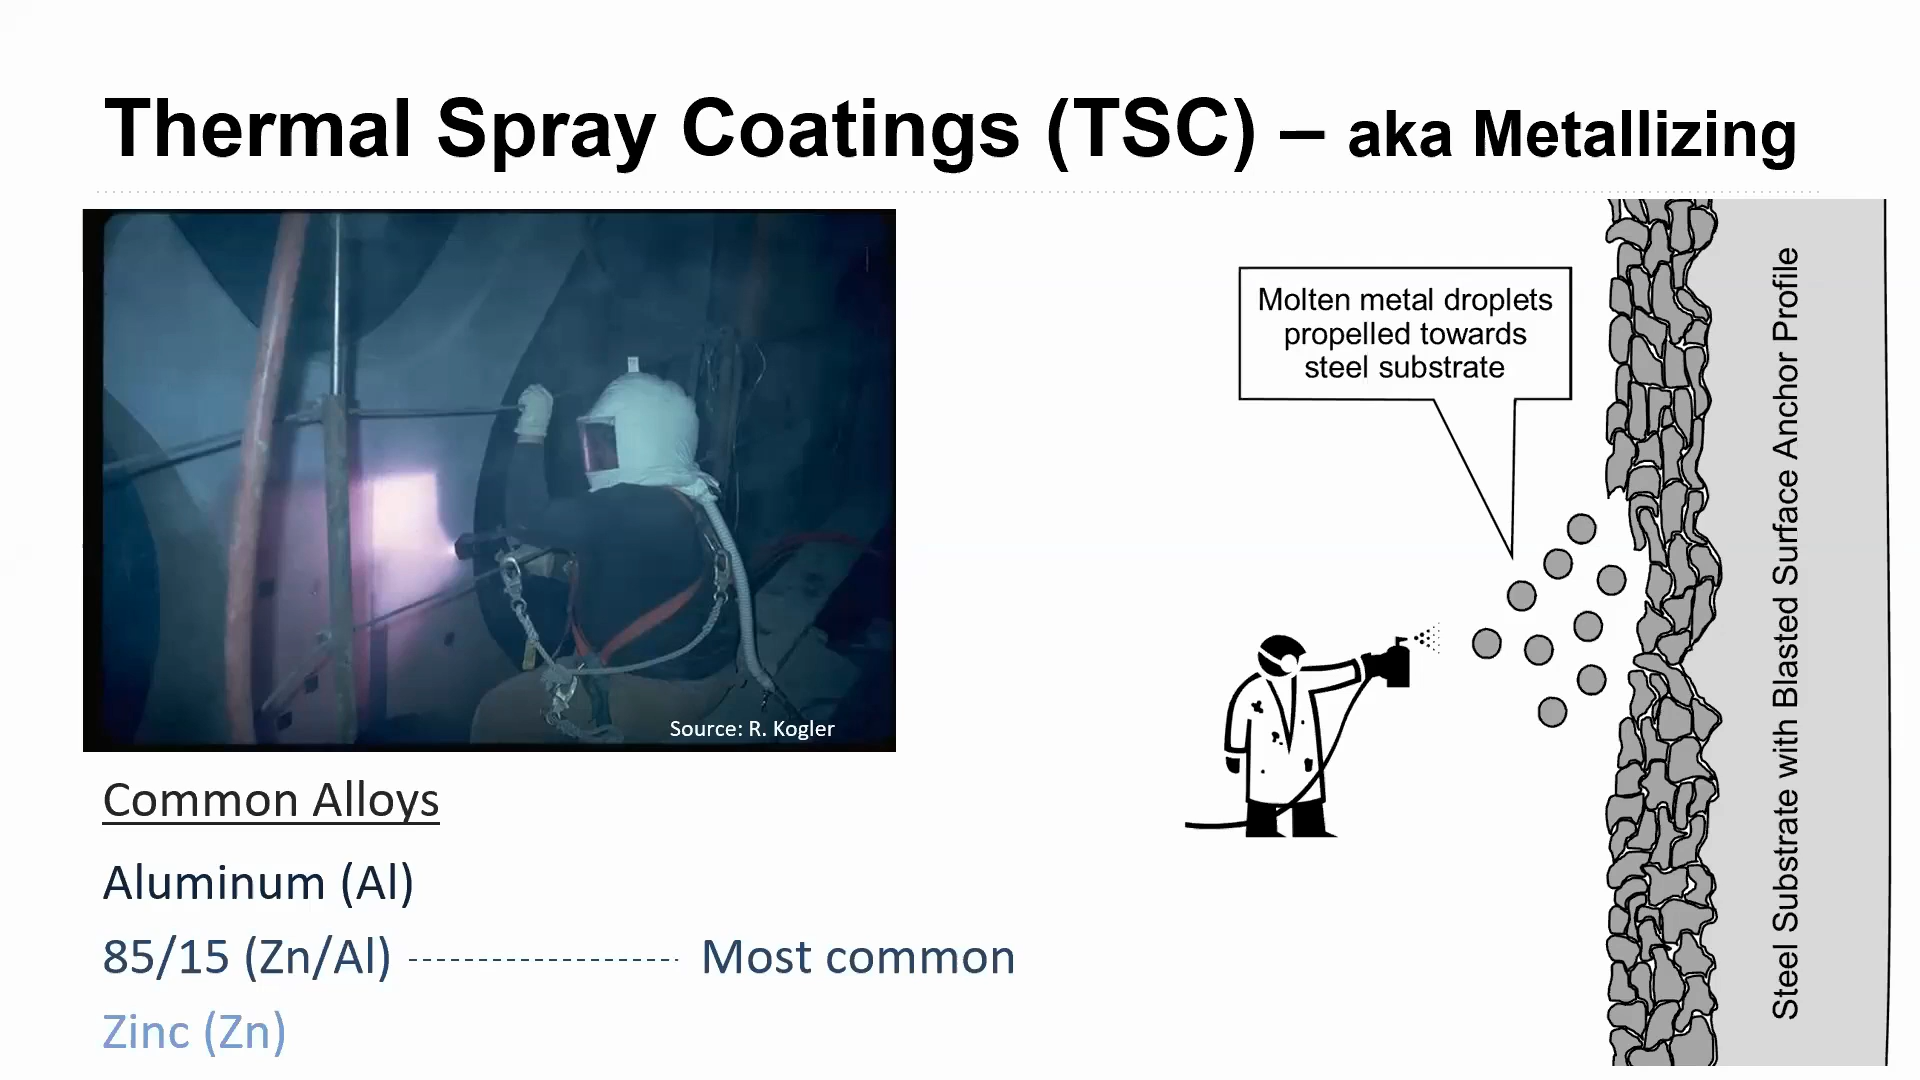 Thermal Spray Coatings (TSC) – aka Metallizing
Source: R. Kogler
Molten metal droplets
propelled towards
steel substrate
Steel Substrate with Blasted Surface Anchor Profile
Common Alloys
Aluminum (Al)
85/15 (Zn/Al) ------------------- Most common
Zinc (Zn)